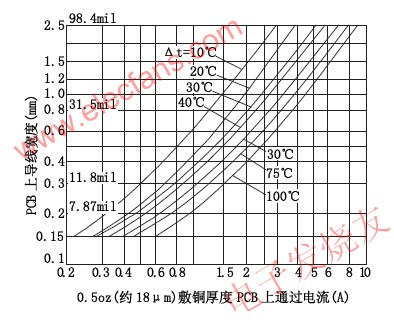 2.5 98.4mil
Δt=10℃
1.5
20℃
1.2
1.0
30℃
0.8 31.5mil
40℃
0.6
0.4
30℃
0.3 11.8mil
75℃
100℃
0.2 7.87mil
0.15
0.1
PCB上导线宽度(mm)
0.2 0.3 0.4 0.6 0.8 1.5 2 2.5 3 4 5 6 7 8 10
0.5oz(约18μm)敷铜厚度PCB上通过电流(A)
www.elecfans.com
电子发烧友